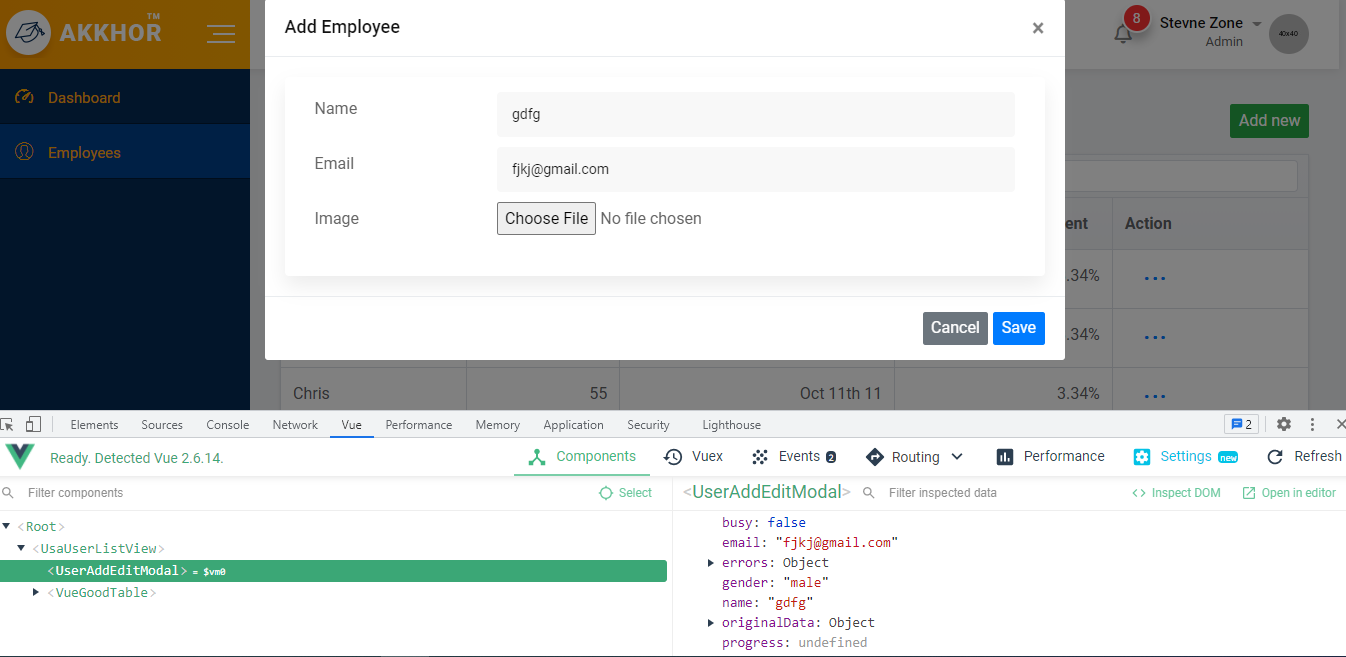 AKKHOR TM
Add Employee
×
8
Stevne Zone
Admin
40x40
Dashboard
Employees
Name
gdfg
Email
fjkj@gmail.com
Image
Choose File No file chosen
Cancel
Save
Add new
ent
Action
.34%
...
.34%
...
Chris
55
Oct 11th 11
3.34%
...
Elements Sources Console Network Vue Performance Memory Application Security Lighthouse 2
Ready. Detected Vue 2.6.14.
Components Vuex Events 2 Routing Performance Settings new Refresh
Filter components
Select
<UserAddEditModal>
Filter inspected data
Inspect DOM
Open in editor
<Root>
<UsaUserListView>
<UserAddEditModal> = $vm0
<VueGoodTable>
busy: false
email: "fjkj@gmail.com"
errors: Object
gender: "male"
name: "gdfg"
originalData: Object
progress: undefined